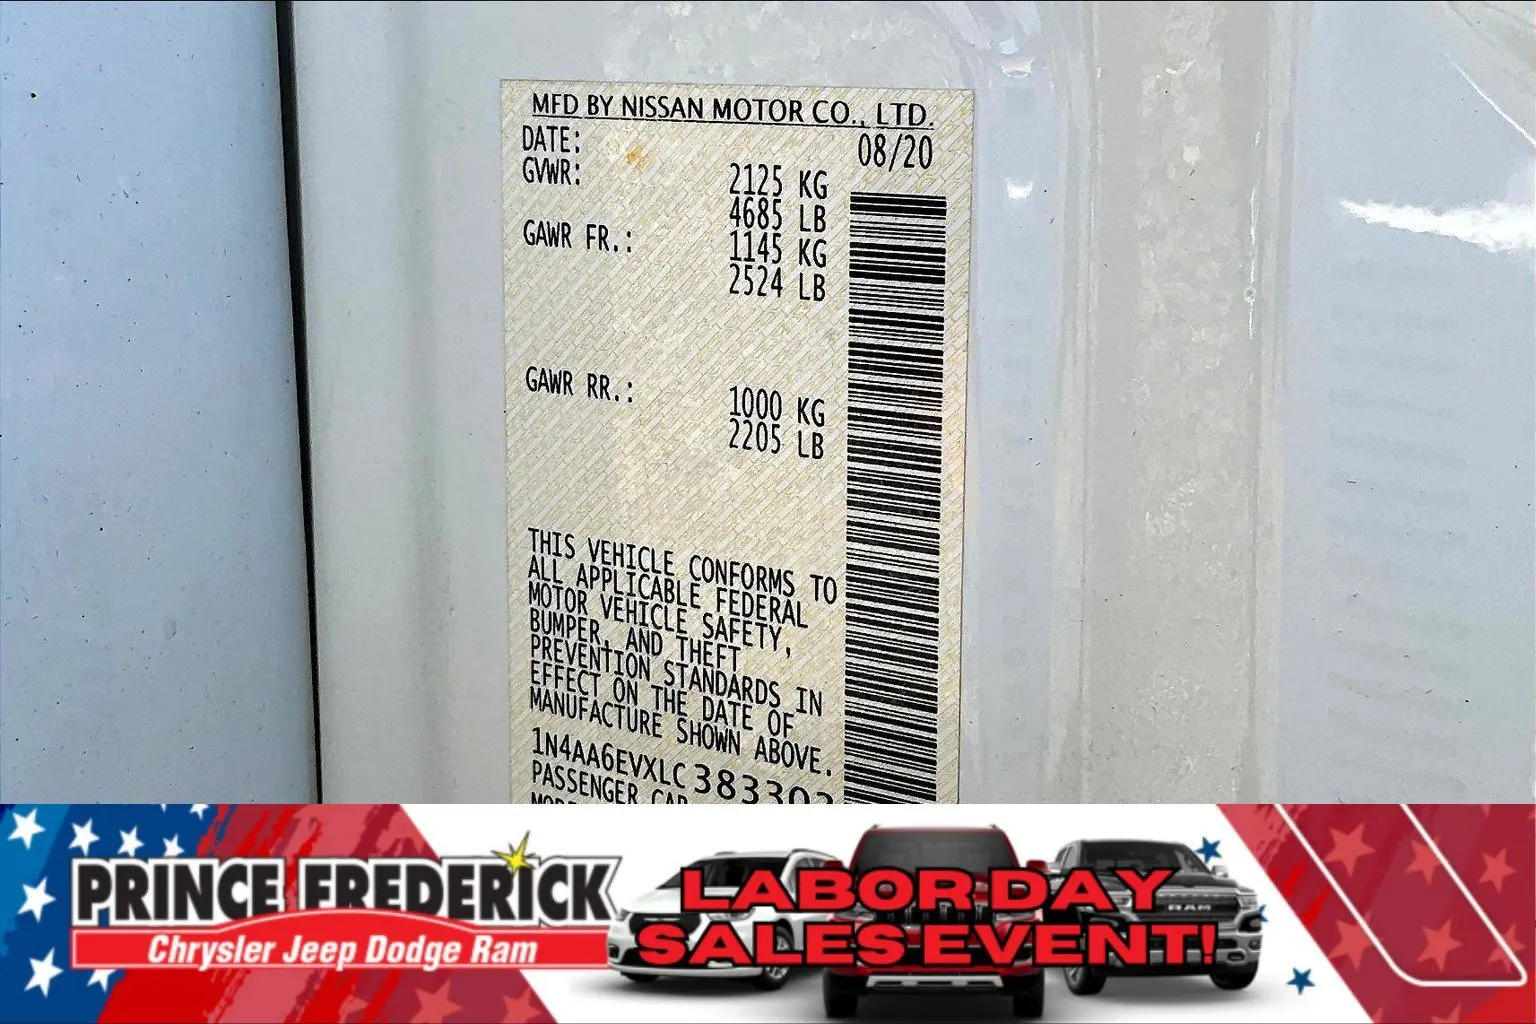 MFD BY NISSAN MOTOR CO., LTD.
DATE: 08/20
GVWR: 2125 KG
4685 LB
GAWR FR.: 1145 KG
2524 LB
GAWR RR.: 1000 KG
2205 LB
THIS VEHICLE CONFORMS TO
ALL APPLICABLE FEDERAL
MOTOR VEHICLE SAFETY,
BUMPER, AND THEFT
PREVENTION STANDARDS IN
EFFECT ON THE DATE OF
MANUFACTURE SHOWN ABOVE.
1N4AA6EVXLC383302
PASSENGER CAR
PRINCE FREDERICK
Chrysler Jeep Dodge Ram
LABOR DAY
SALES EVENT!
RAM